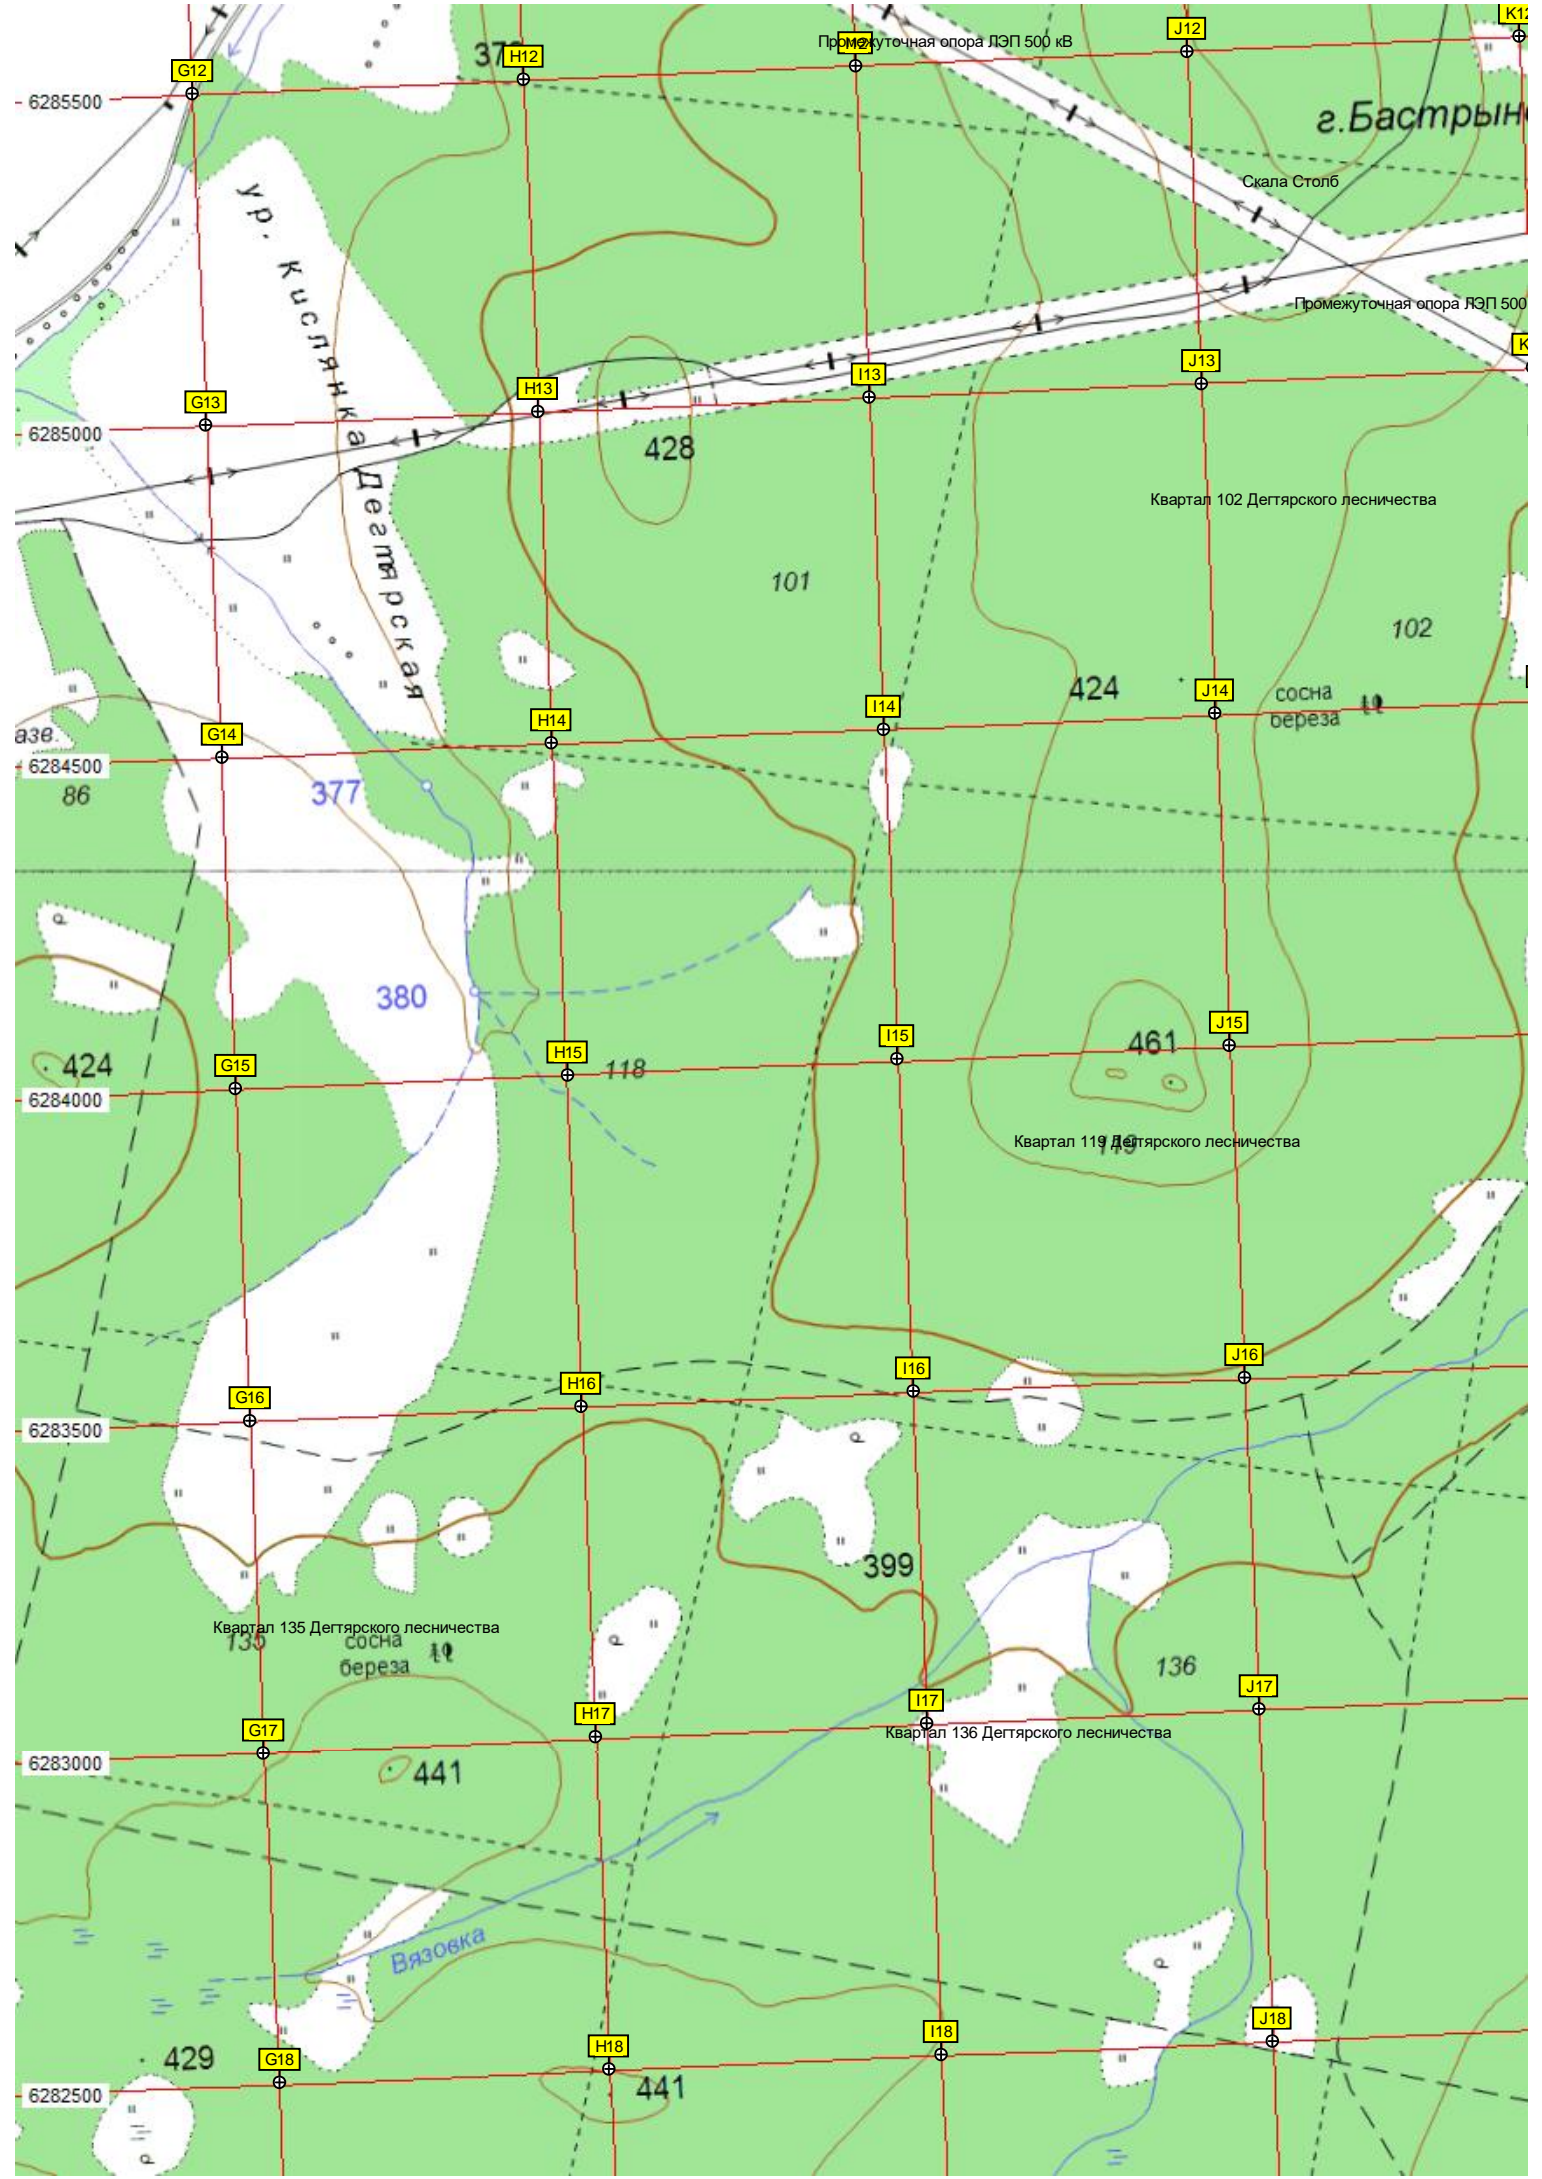 K12
J12
Промежуточная опора ЛЭП 500 кВ
H12
G12
6285500
г.Бастрын
Скала Столб
ур. Кислянка
Дегтярская
Промежуточная опора ЛЭП 500
K
J13
I13
H13
G13
6285000
428
Квартал 102 Дегтярского лесничества
101
102
424
J14
сосна
береза
I14
H14
G14
азв.
6284500
377
86
380
J15
461
I15
H15
118
G15
424
6284000
Квартал 119 Дегтярского лесничества
119
J16
I16
H16
G16
6283500
399
Квартал 135 Дегтярского лесничества
135
сосна
береза
136
J17
I17
H17
Квартал 136 Дегтярского лесничества
G17
6283000
441
Вязовка
J18
I18
H18
G18
429
441
6282500